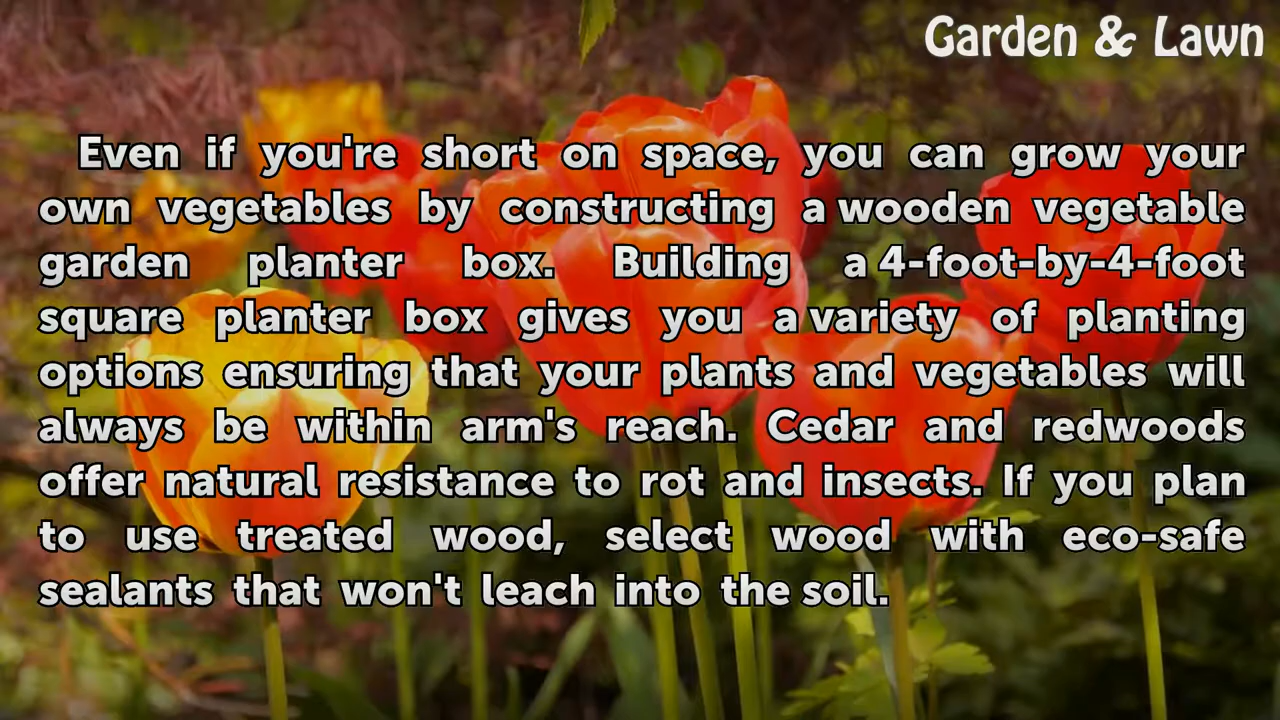 Garden & Lawn
Even if you're short on space, you can grow your
own vegetables by constructing a wooden vegetable
garden planter box. Building a 4-foot-by-4-foot
square planter box gives you a variety of planting
options ensuring that your plants and vegetables will
always be within arm's reach. Cedar and redwoods
offer natural resistance to rot and insects. If you plan
to use treated wood, select wood with eco-safe
sealants that won't leach into the soil.